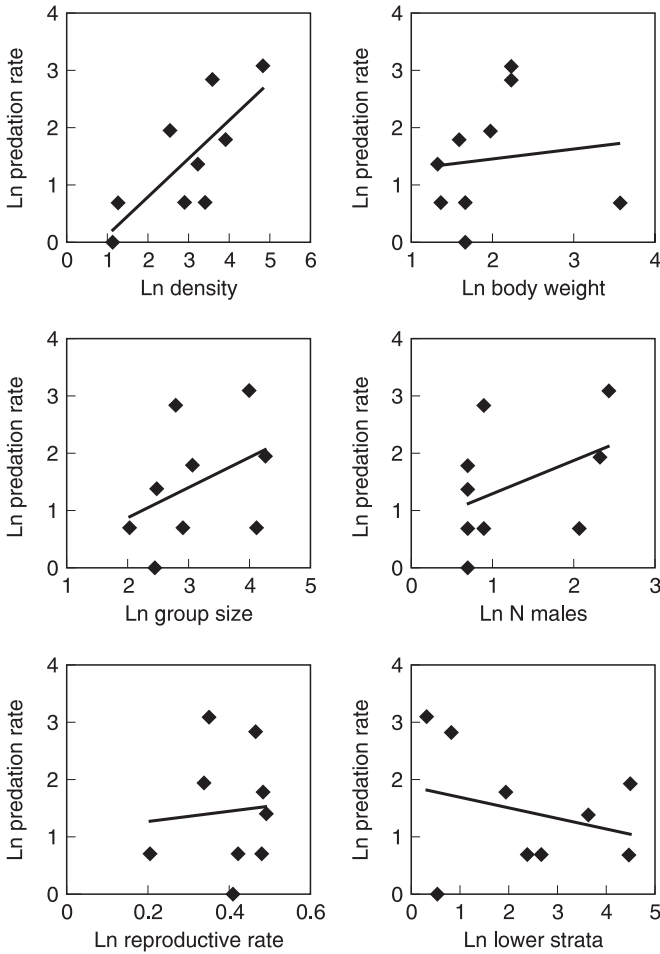 4
3
2
1
0
Ln predation rate
0 1 2 3 4 5 6
Ln density
4
3
2
1
0
Ln predation rate
1 2 3 4
Ln body weight
4
3
2
1
0
Ln predation rate
1 2 3 4 5
Ln group size
4
3
2
1
0
Ln predation rate
0 1 2 3
Ln N males
4
3
2
1
0
Ln predation rate
0 0.2 0.4 0.6
Ln reproductive rate
4
3
2
1
0
Ln predation rate
0 1 2 3 4 5
Ln lower strata